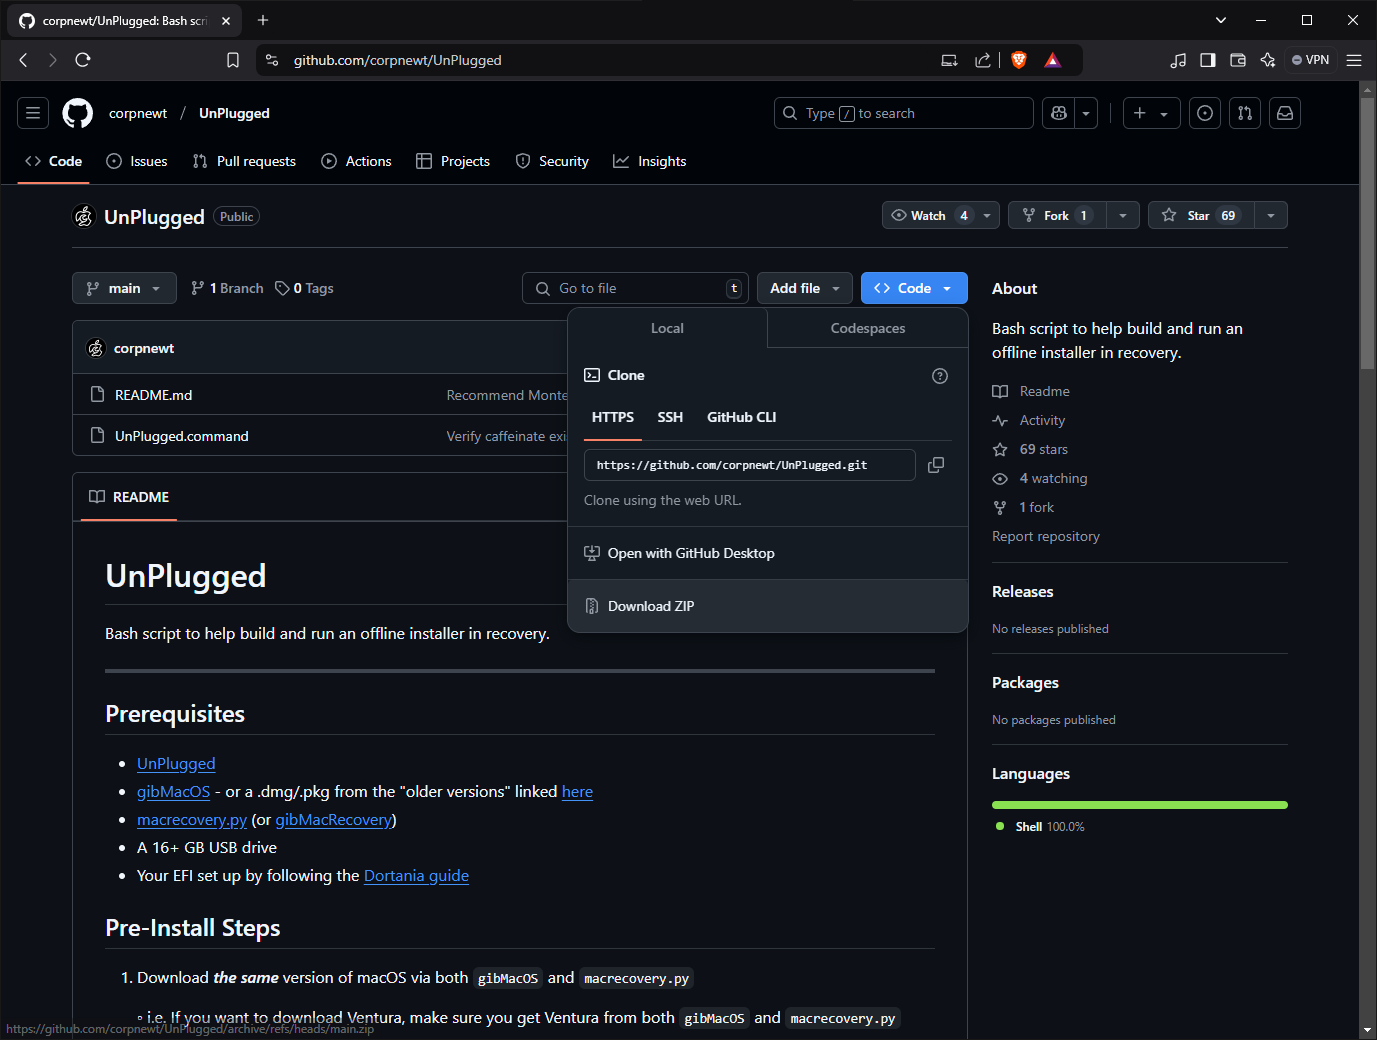 corpnewt/UnPlugged: Bash scri
github.com/corpnewt/UnPlugged
VPN
corpnewt / UnPlugged
Type / to search
Code
Issues
Pull requests
Actions
Projects
Security
Insights
UnPlugged
Public
Watch 4
Fork 1
Star 69
main
1 Branch
0 Tags
Go to file
t
Add file
Code
corpnewt
README.md
Recommend Monte
UnPlugged.command
Verify caffeinate exi
Local
Codespaces
Clone
HTTPS
SSH
GitHub CLI
https://github.com/corpnewt/UnPlugged.git
Clone using the web URL.
Open with GitHub Desktop
Download ZIP
README
UnPlugged
Bash script to help build and run an offline installer in recovery.
Prerequisites
• UnPlugged
• gibMacOS - or a .dmg/.pkg from the "older versions" linked here
• macrecovery.py (or gibMacRecovery)
• A 16+ GB USB drive
• Your EFI set up by following the Dortania guide
Pre-Install Steps
1. Download the same version of macOS via both gibMacOS and macrecovery.py
◦ i.e. If you want to download Ventura, make sure you get Ventura from both gibMacOS and macrecovery.py
About
Bash script to help build and run an
offline installer in recovery.
Readme
Activity
69 stars
4 watching
1 fork
Report repository
Releases
No releases published
Packages
No packages published
Languages
Shell 100.0%
https://github.com/corpnewt/UnPlugged/archive/refs/heads/main.zip